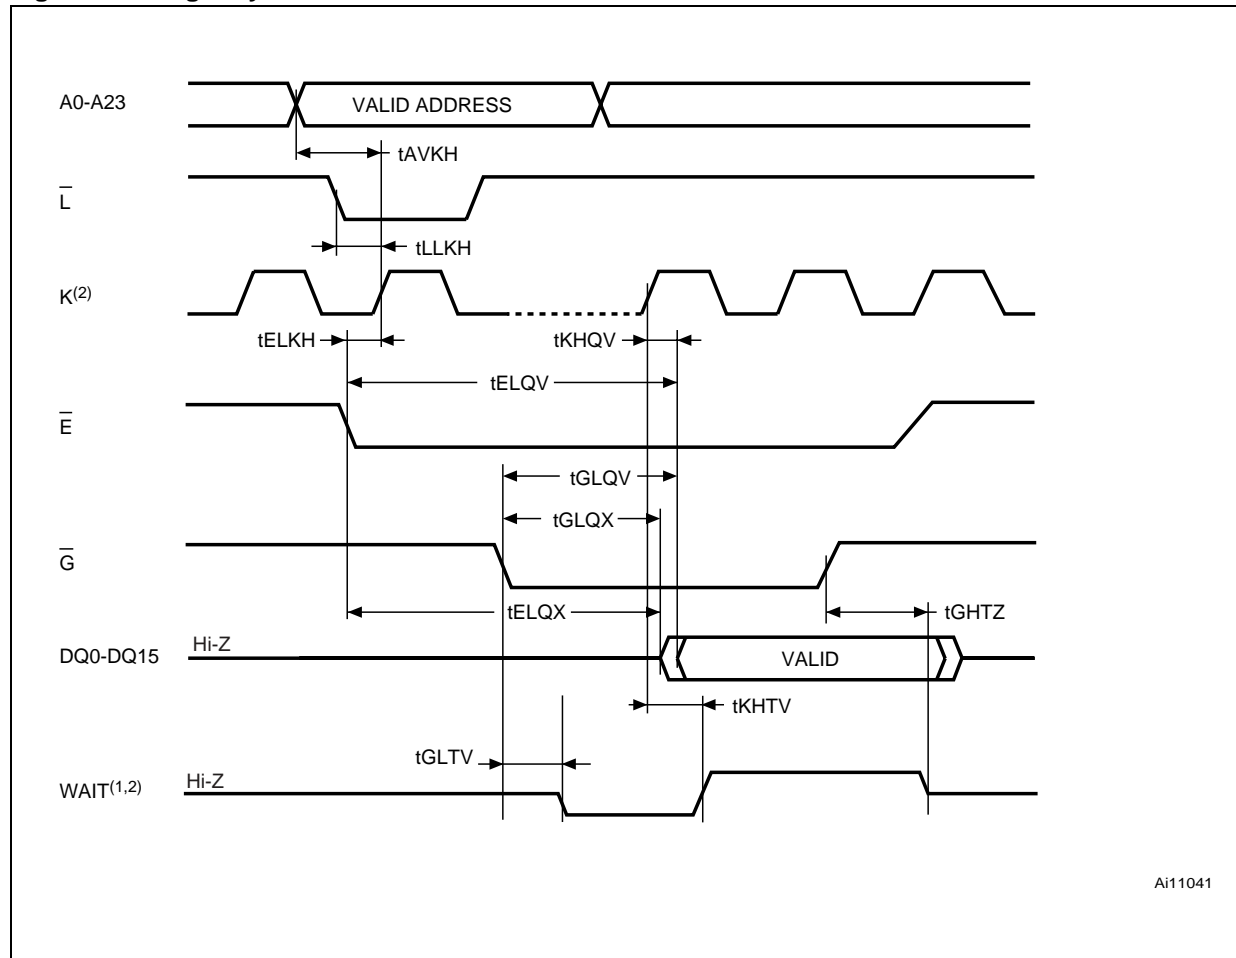 A0-A23
VALID ADDRESS
tAVKH
L
tLLKH
K(2)
tELKH
tKHQV
tELQV
E
tGLQV
tGLQX
G
tELQX
tGHTZ
DQ0-DQ15
Hi-Z
VALID
tKHTV
tGLTV
WAIT(1,2)
Hi-Z
Ai11041